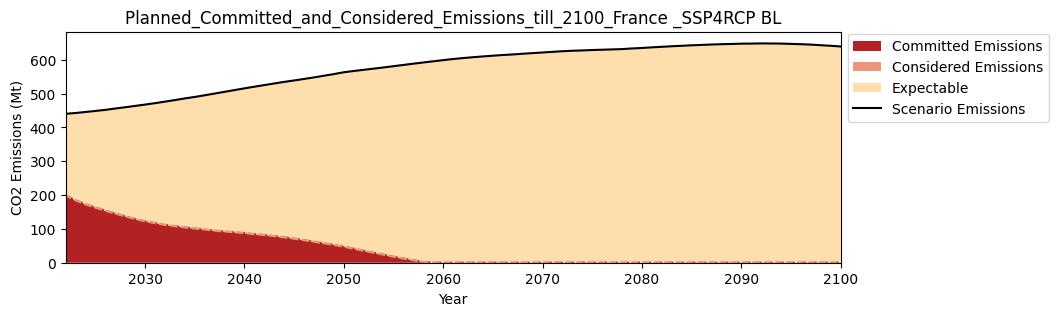 Planned_Committed_and_Considered_Emissions_till_2100_France _SSP4RCP BL
Committed Emissions
Considered Emissions
Expectable
Scenario Emissions
CO2 Emissions (Mt)
600
500
400
300
200
100
0
2030 2040 2050 2060 2070 2080 2090 2100
Year